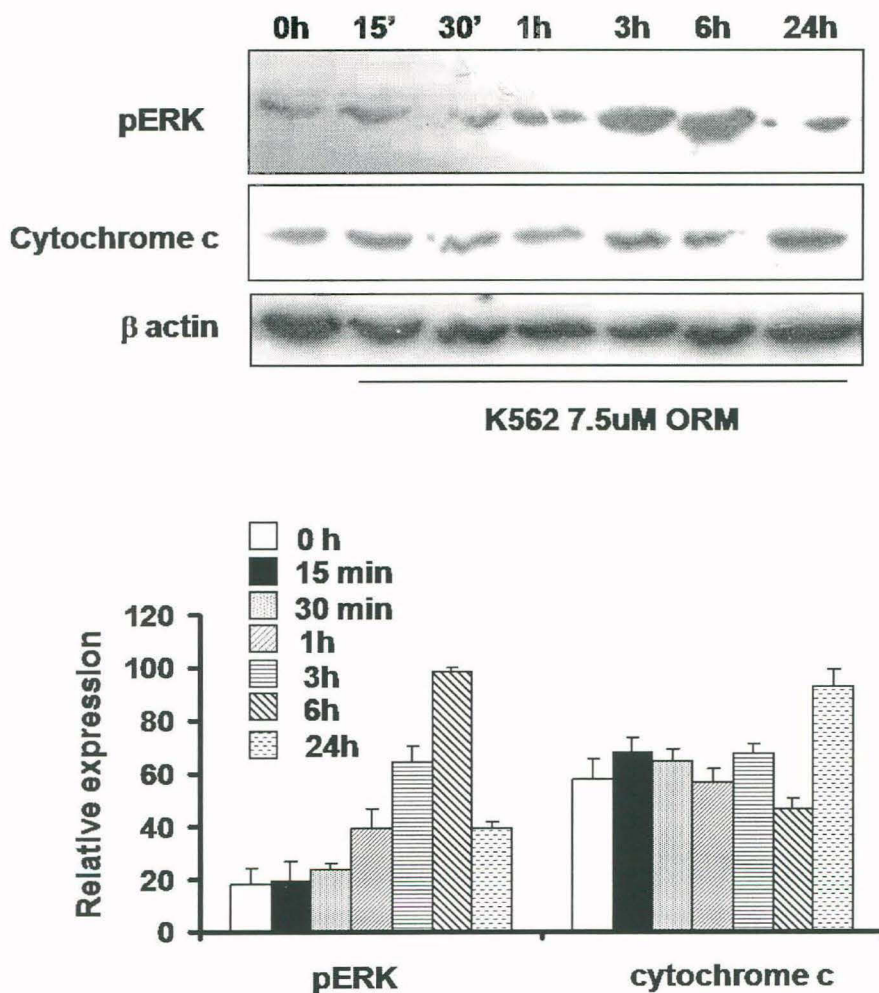 0h 15' 30' 1h 3h 6h 24h
pERK
Cytochrome c
β actin
K562 7.5uM ORM
0 h
15 min
30 min
1h
3h
6h
24h
120
100
80
60
40
20
0
Relative expression
pERK cytochrome c